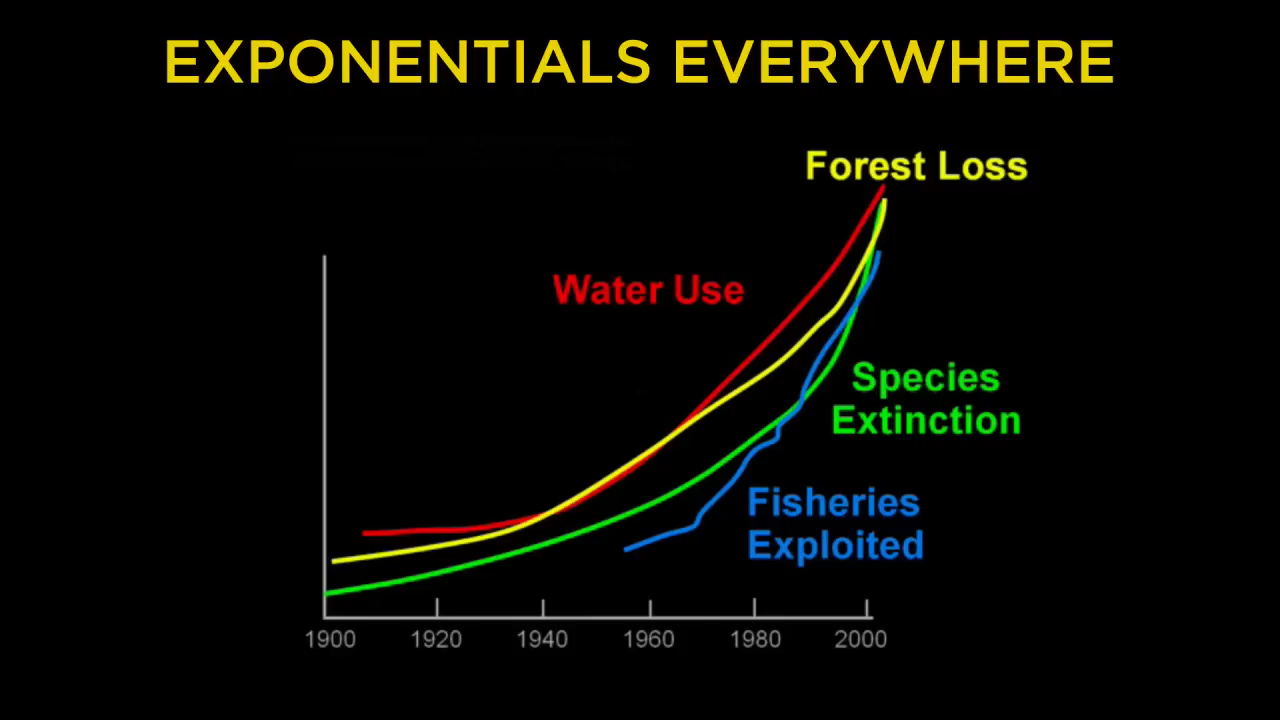 EXPONENTIALS EVERYWHERE
Forest Loss
Water Use
Species
Extinction
Fisheries
Exploited
1900 1920 1940 1960 1980 2000